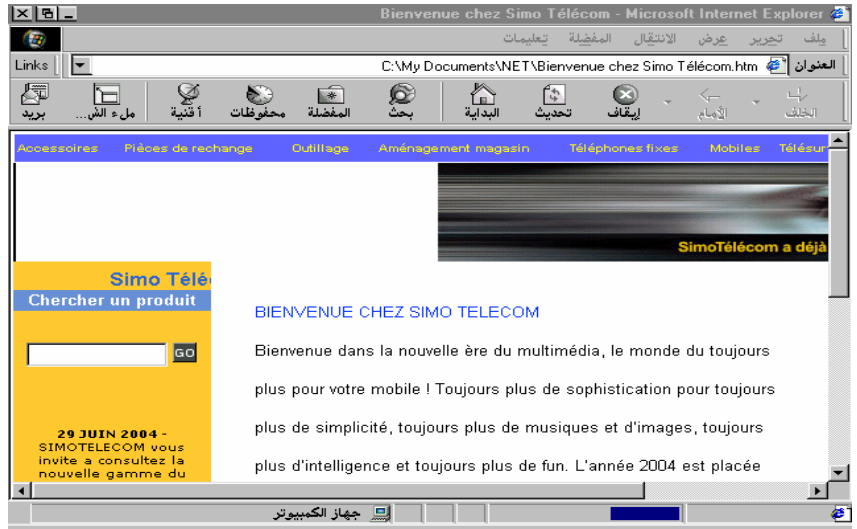 Bienvenue chez Simo Télécom - Microsoft Internet Explorer
ملف تحرير عرض الانتقال المفضلة تعليمات
العنوان C:\My Documents\NET\Bienvenue chez Simo Télécom.htm Links
الخلف الأمام إيقاف تحديث البداية بحث المفضلة محفوظات أقنية ملء الش... بريد
Accessoires Pièces de rechange Outillage Aménagement magasin Téléphones fixes Mobiles Télésur
SimoTélécom a déjà
Simo Télé
Chercher un produit
GO
29 JUIN 2004 -
SIMOTELECOM vous
invite a consultez la
nouvelle gamme du
BIENVENUE CHEZ SIMO TELECOM
Bienvenue dans la nouvelle ère du multimédia, le monde du toujours
plus pour votre mobile ! Toujours plus de sophistication pour toujours
plus de simplicité, toujours plus de musiques et d'images, toujours
plus d'intelligence et toujours plus de fun. L'année 2004 est placée
جهاز الكمبيوتر